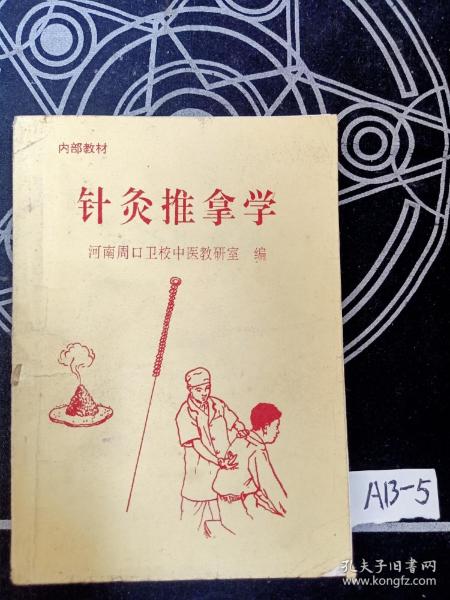 内部教材
针灸推拿学
河南周口卫校中医教研室 编
AB-5
孔夫子旧书网
www.kongfz.com